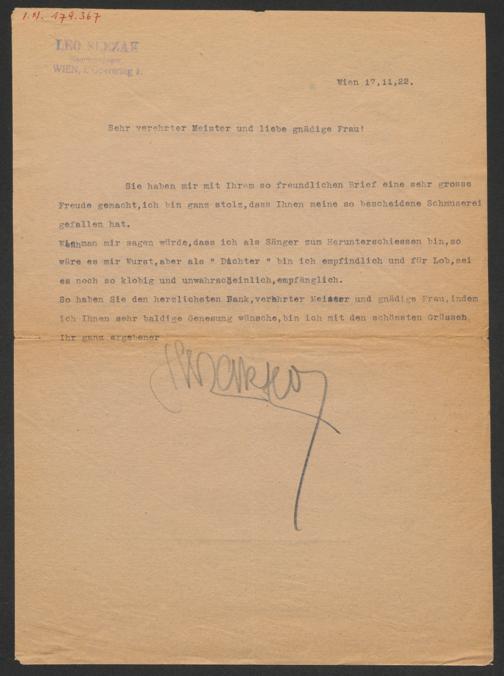 I.N. 179.367
LEO SLEZAK
WIEN, I. Opernring
Wien 17,11,22.
Sehr verehrter Meister und liebe gnädige Frau!
Sie haben mir mit Ihrem so freundlichen Brief eine sehr grosse
Freude gemacht,ich bin ganz stolz,dass Ihnen meine so bescheidene Schmuserei
gefallen hat.
Wenn man mir sagen würde,dass ich als Sänger zum Herunterschiessen bin,so
wäre es mir Wurst,aber als " Dichter " bin ich empfindlich und für Lob,sei
es noch so klobig und unwahrscheinlich,empfänglich.
So haben Sie den herzlichsten Dank,verehrter Meister und gnädige Frau,indem
ich Ihnen sehr baldige Genesung wünsche,bin ich mit den schönsten Grüssen
Ihr ganz ergebener